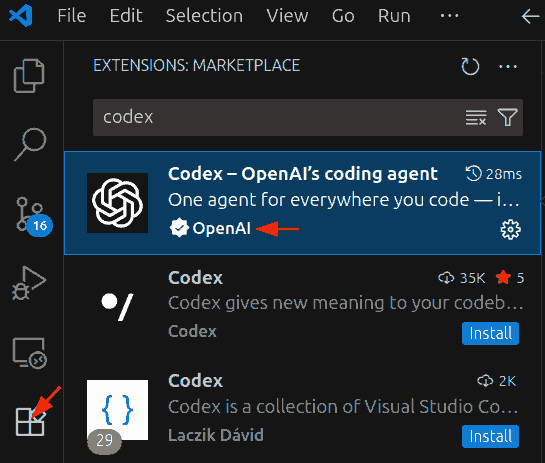 File Edit Selection View Go Run ···
EXTENSIONS: MARKETPLACE
codex
Codex – OpenAI’s coding agent 28ms
One agent for everywhere you code — i...
OpenAI
16
Codex 35K 5
Codex gives new meaning to your codeb...
Codex Install
Codex 2K
Codex is a collection of Visual Studio Co...
29 Laczik Dávid Install